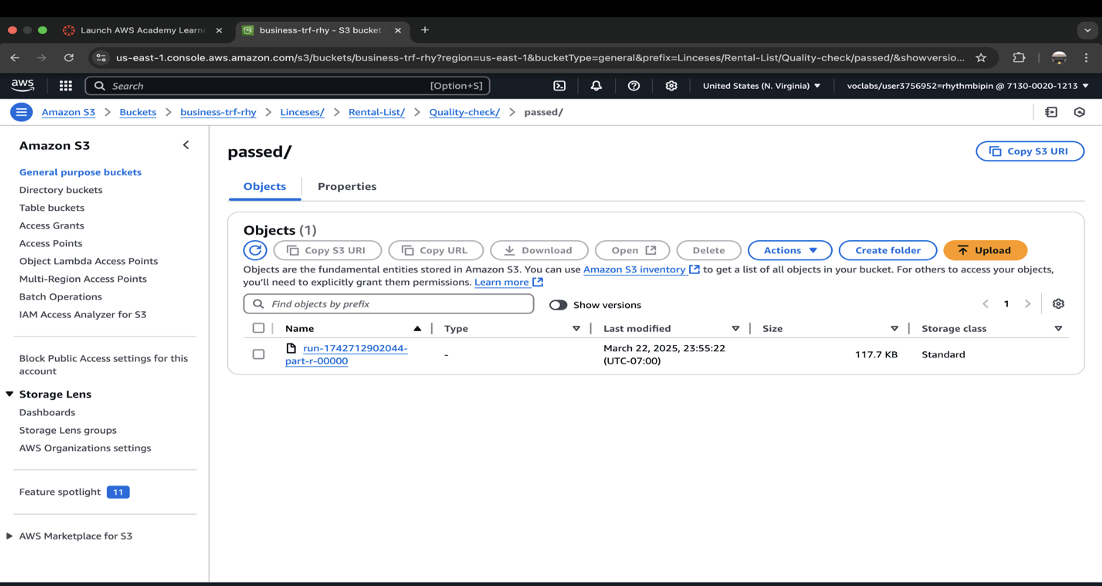 Launch AWS Academy Learne
business-trf-rhy - S3 bucket
us-east-1.console.aws.amazon.com/s3/buckets/business-trf-rhy?region=us-east-1&bucketType=general&prefix=Linceses/Rental-List/Quality-check/passed/&showversio...
aws
Search [Option+S]
United States (N. Virginia)
voclabs/user3756952=rhythmbipin @ 7130-0020-1213
Amazon S3 > Buckets > business-trf-rhy > Linceses/ > Rental-List/ > Quality-check/ > passed/
Amazon S3
General purpose buckets
Directory buckets
Table buckets
Access Grants
Access Points
Object Lambda Access Points
Multi-Region Access Points
Batch Operations
IAM Access Analyzer for S3
Block Public Access settings for this
account
Storage Lens
Dashboards
Storage Lens groups
AWS Organizations settings
Feature spotlight 11
AWS Marketplace for S3
passed/
Copy S3 URI
Objects
Properties
Objects (1)
Copy S3 URI
Copy URL
Download
Open
Delete
Actions
Create folder
Upload
Objects are the fundamental entities stored in Amazon S3. You can use Amazon S3 inventory to get a list of all objects in your bucket. For others to access your objects,
you'll need to explicitly grant them permissions. Learn more
Find objects by prefix
Show versions
1
Name Type Last modified Size Storage class
run-1742712902044-
part-r-00000
-
March 22, 2025, 23:55:22
(UTC-07:00)
117.7 KB
Standard